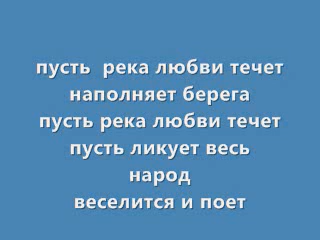 пусть река любви течет
наполняет берега
пусть река любви течет
пусть ликует весь
народ
веселится и поет